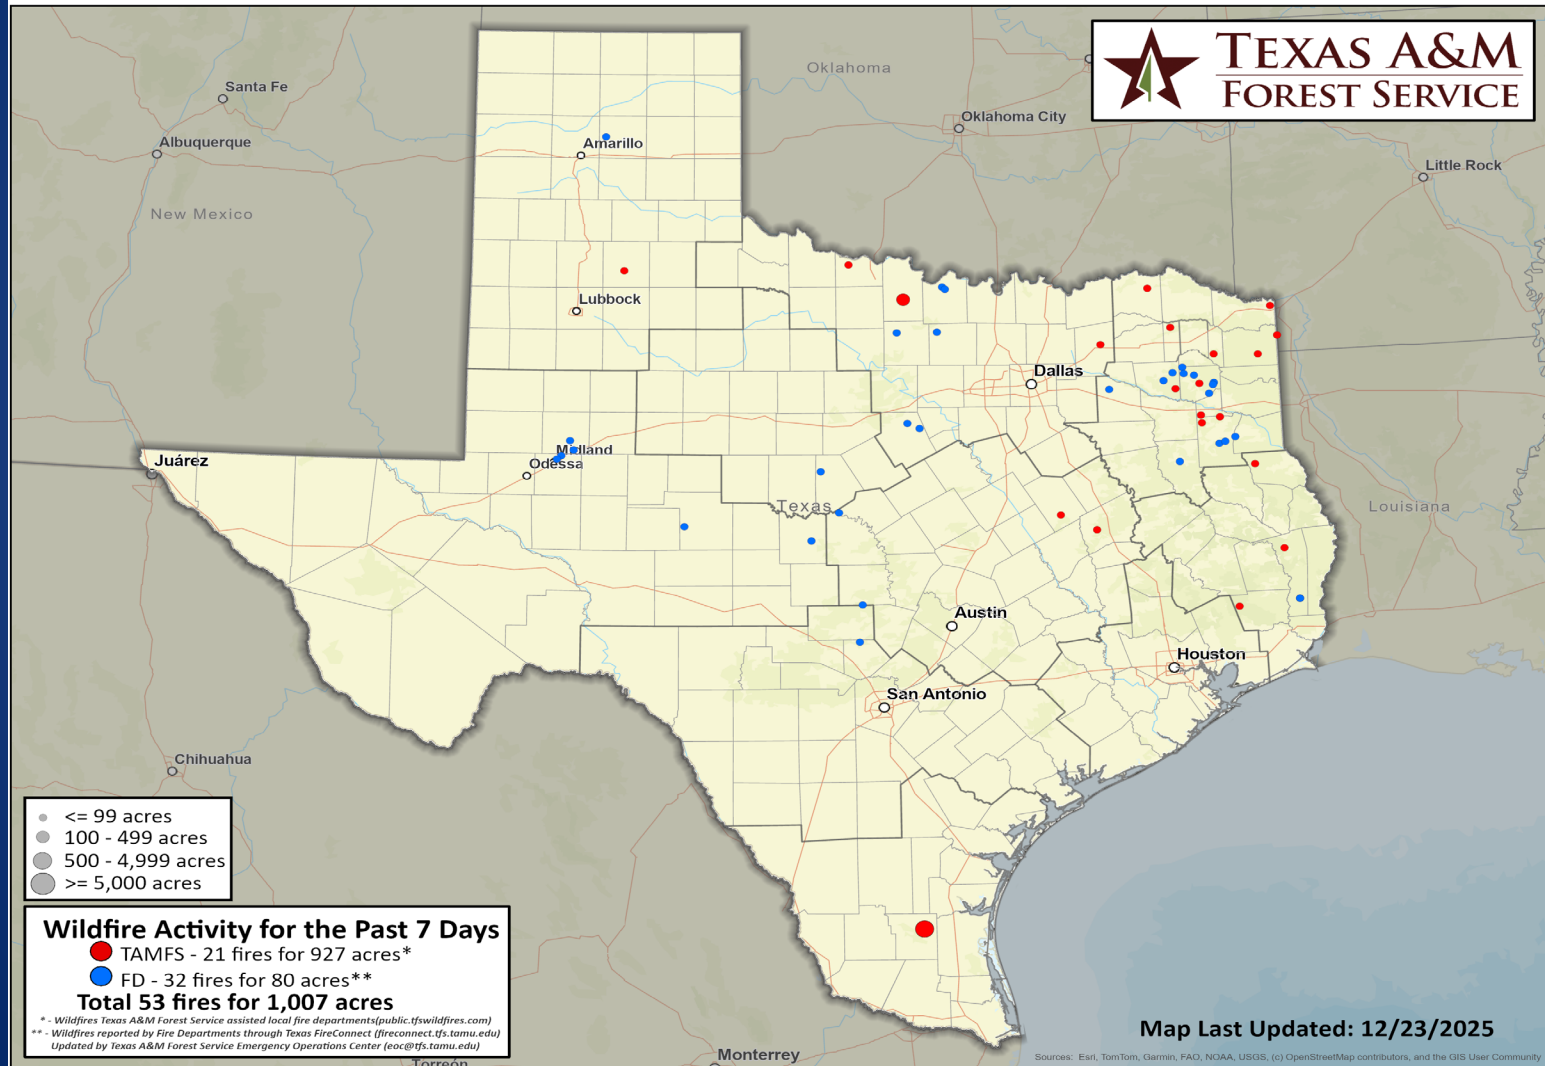 TEXAS A&M
FOREST SERVICE
Oklahoma
Santa Fe
Oklahoma City
Albuquerque
Amarillo
Little Rock
New Mexico
Lubbock
Dallas
Midland
Juárez
Odessa
Texas
Louisiana
Austin
Houston
San Antonio
Chihuahua
<= 99 acres
100 - 499 acres
500 - 4,999 acres
>= 5,000 acres
Wildfire Activity for the Past 7 Days
TAMFS - 21 fires for 927 acres*
FD - 32 fires for 80 acres**
Total 53 fires for 1,007 acres
* - Wildfires Texas A&M Forest Service assisted local fire departments(public.tfswildfires.com)
** - Wildfires reported by Fire Departments through Texas FireConnect (fireconnect.tfs.tamu.edu)
Updated by Texas A&M Forest Service Emergency Operations Center (eoc@tfs.tamu.edu)
Map Last Updated: 12/23/2025
Monterrey
Sources: Esri, TomTom, Garmin, FAO, NOAA, USGS, (c) OpenStreetMap contributors, and the GIS User Community
Torreón